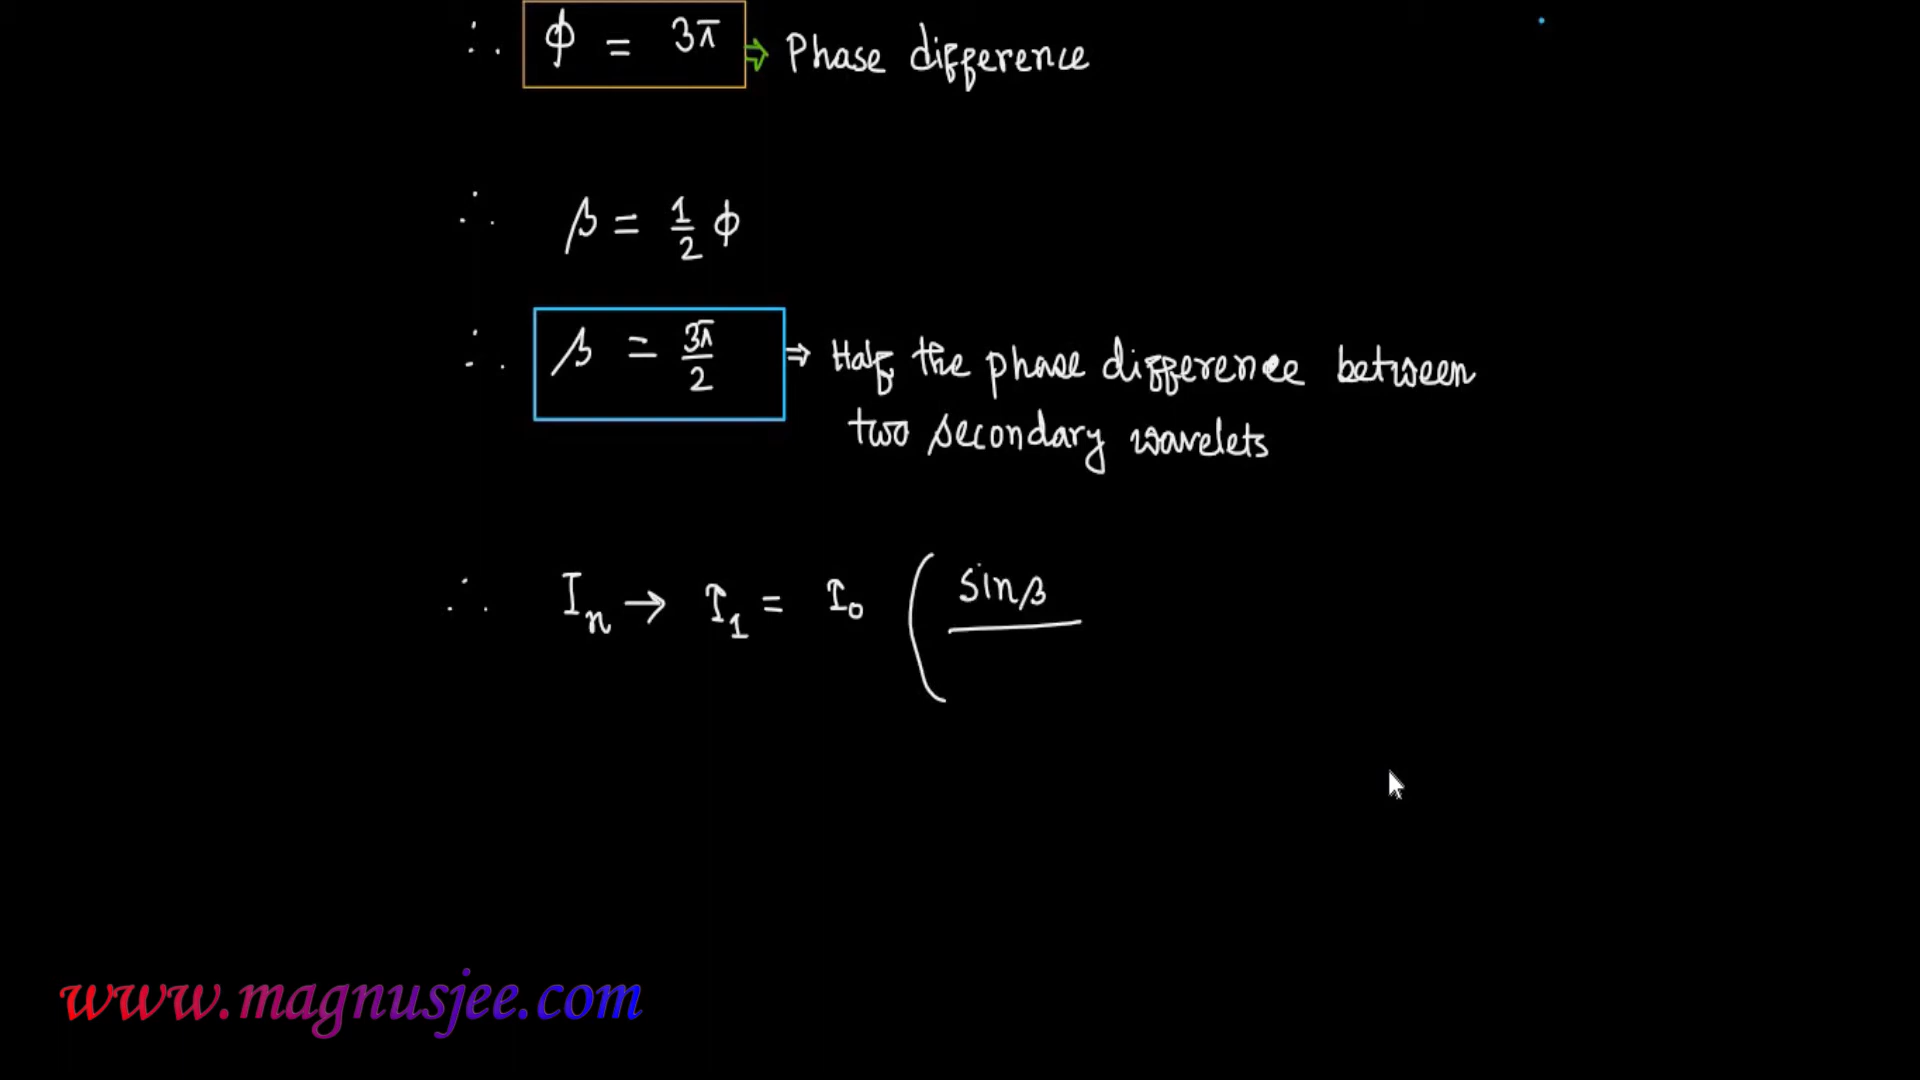 ∴ ϕ = 3π ⇒ Phase difference
∴ β = 1/2 ϕ
∴ β = 3π/2 ⇒ Half the phase difference between
two secondary wavelets
∴ Iₙ → I₁ = I₀ ( sinβ
www.magnusjee.com